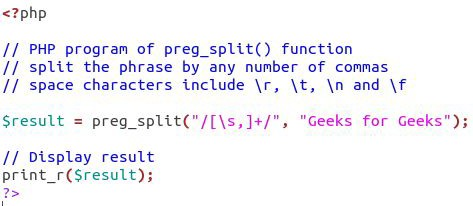 <?php
// PHP program of preg_split() function
// split the phrase by any number of commas
// space characters include \r, \t, \n and \f
$result = preg_split("/[\s,]+/", "Geeks for Geeks");
// Display result
print_r($result);
?>